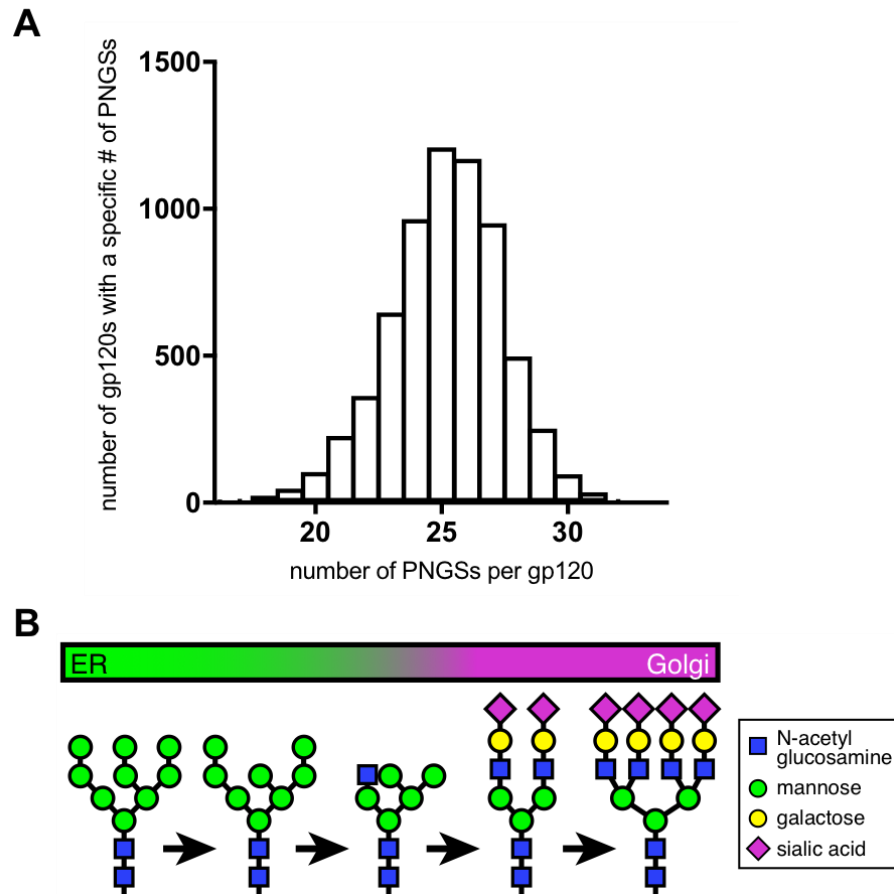 A
number of gp120s with a specific # of PNGSs
1500
1000
500
0
20 25 30
number of PNGSs per gp120
B
ER Golgi
N-acetyl
glucosamine
mannose
galactose
sialic acid